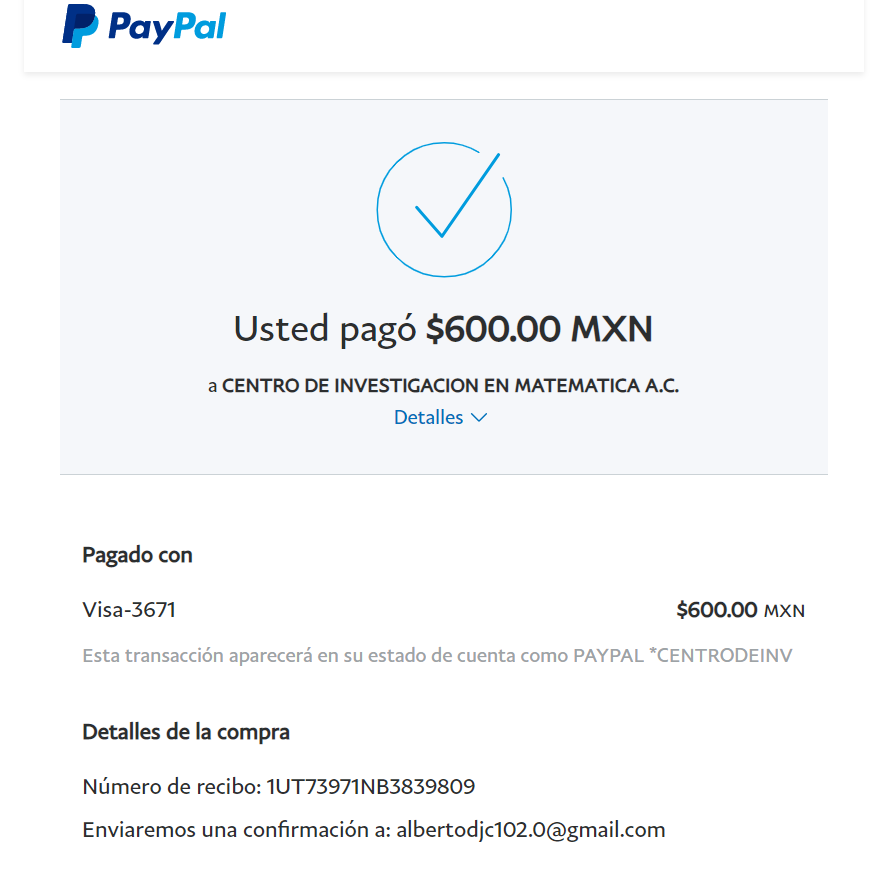 PayPal
Usted pagó $600.00 MXN
a CENTRO DE INVESTIGACION EN MATEMATICA A.C.
Detalles
Pagado con
Visa-3671 $600.00 MXN
Esta transacción aparecerá en su estado de cuenta como PAYPAL *CENTRODEINV
Detalles de la compra
Número de recibo: 1UT73971NB3839809
Enviaremos una confirmación a: albertodjc102.0@gmail.com